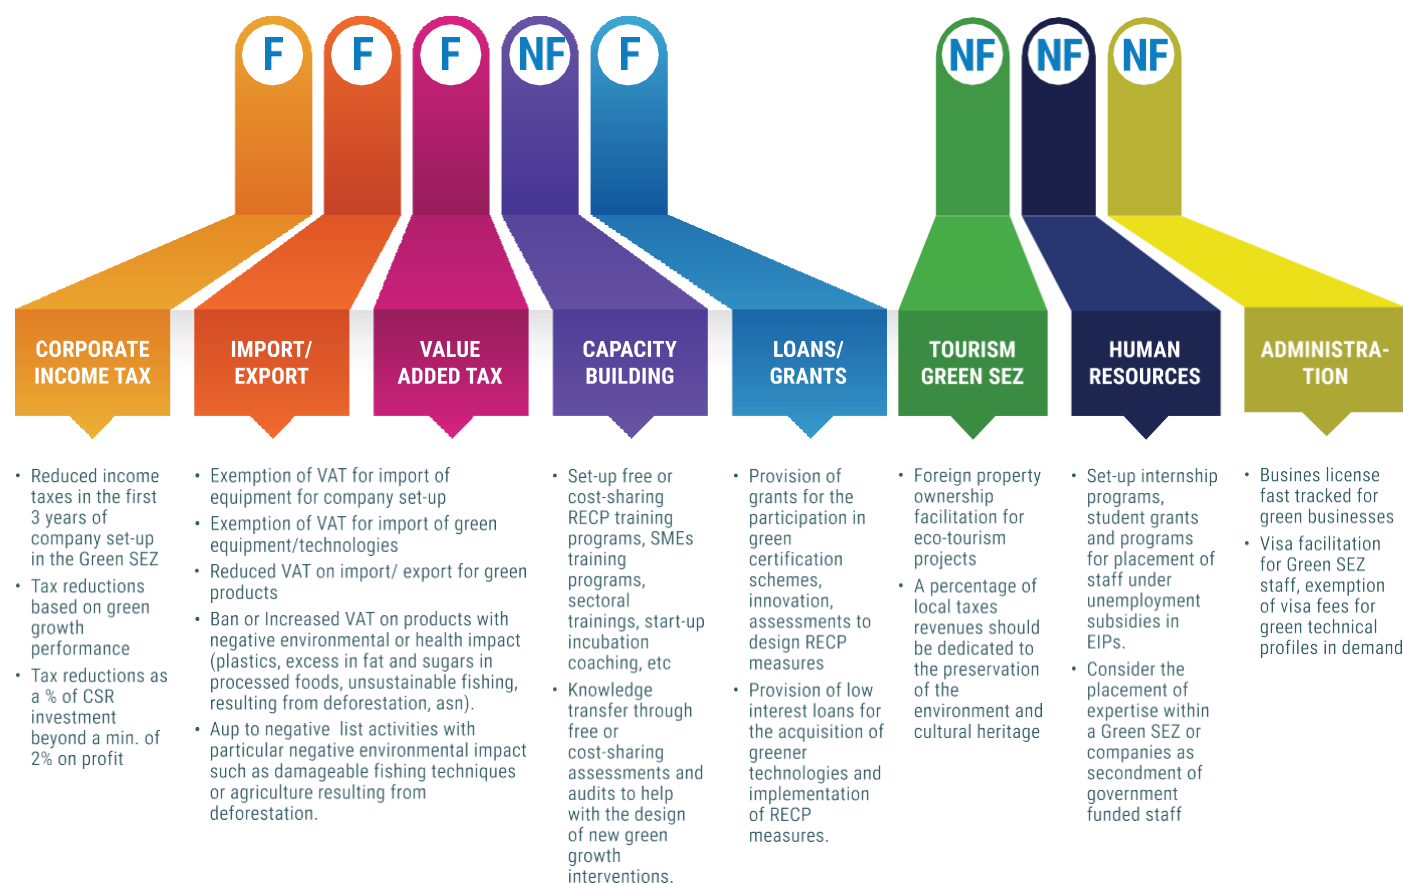 F
F
F
NF
F
NF
NF
NF
CORPORATE
INCOME TAX
IMPORT/
EXPORT
VALUE
ADDED TAX
CAPACITY
BUILDING
LOANS/
GRANTS
TOURISM
GREEN SEZ
HUMAN
RESOURCES
ADMINISTRA-
TION
• Reduced income
taxes in the first
3 years of
company set-up
in the Green SEZ
• Tax reductions
based on green
growth
performance
• Tax reductions as
a % of CSR
investment
beyond a min. of
2% on profit
• Exemption of VAT for import of
equipment for company set-up
• Exemption of VAT for import of green
equipment/technologies
• Reduced VAT on import/ export for green
products
• Ban or Increased VAT on products with
negative environmental or health impact
(plastics, excess in fat and sugars in
processed foods, unsustainable fishing,
resulting from deforestation, asn).
• Aup to negative  list activities with
particular negative environmental impact
such as damageable fishing techniques
or agriculture resulting from
deforestation.
• Set-up free or
cost-sharing
RECP training
programs, SMEs
training
programs,
sectoral
trainings, start-up
incubation
coaching, etc
• Knowledge
transfer through
free or
cost-sharing
assessments and
audits to help
with the design
of new green
growth
interventions.
• Provision of
grants for the
participation in
green
certification
schemes,
innovation,
assessments to
design RECP
measures
• Provision of low
interest loans for
the acquisition of
greener
technologies and
implementation
of RECP
measures.
• Foreign property
ownership
facilitation for
eco-tourism
projects
• A percentage of
local taxes
revenues should
be dedicated to
the preservation
of the
environment and
cultural heritage
• Set-up internship
programs,
student grants
and programs
for placement of
staff under
unemployment
subsidies in
EIPs.
• Consider the
placement of
expertise within
a Green SEZ or
companies as
secondment of
government
funded staff
• Busines license
fast tracked for
green businesses
• Visa facilitation
for Green SEZ
staff, exemption
of visa fees for
green technical
profiles in demand